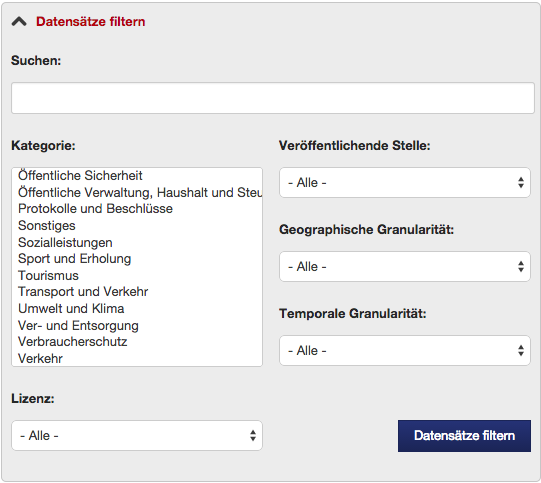 Datensätze filtern
Suchen:
Kategorie:
Öffentliche Sicherheit
Öffentliche Verwaltung, Haushalt und Steu
Protokolle und Beschlüsse
Sonstiges
Sozialleistungen
Sport und Erholung
Tourismus
Transport und Verkehr
Umwelt und Klima
Ver- und Entsorgung
Verbraucherschutz
Verkehr
Veröffentlichende Stelle:
- Alle -
Geographische Granularität:
- Alle -
Temporale Granularität:
- Alle -
Lizenz:
- Alle -
Datensätze filtern